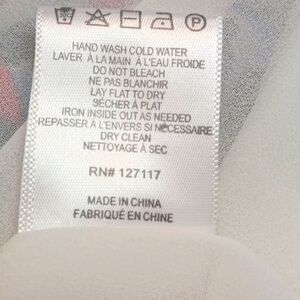 HAND WASH COLD WATER
LAVER À LA MAIN À L'EAU FROIDE
DO NOT BLEACH
NE PAS BLANCHIR
LAY FLAT TO DRY
SÉCHER À PLAT
IRON INSIDE OUT AS NEEDED
REPASSER À L'ENVERS SI NÉCESSAIRE
DRY CLEAN
NETTOYAGE À SEC
RN# 127117
MADE IN CHINA
FABRIQUÉ EN CHINE